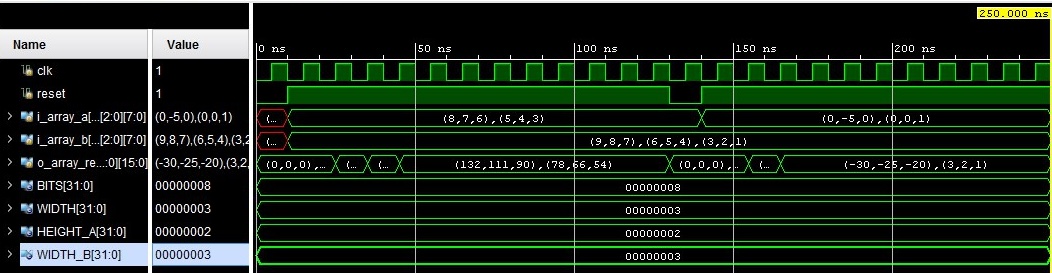 250.000 ns
Name Value 0 ns 50 ns 100 ns 150 ns 200 ns
clk 1
reset 1
i_array_a[...[2:0][7:0] (0,-5,0),(0,0,1) (... (8,7,6),(5,4,3) (0,-5,0),(0,0,1)
i_array_b[...[2:0][7:0] (9,8,7),(6,5,4),(3,2 (... (9,8,7),(6,5,4),(3,2,1)
o_array_re...:0][15:0] (-30,-25,-20),(3,2,1 (0,0,0),... (... (... (132,111,90),(78,66,54) (0,0,0),... (... (-30,-25,-20),(3,2,1)
BITS[31:0] 00000008 00000008
WIDTH[31:0] 00000003 00000003
HEIGHT_A[31:0] 00000002 00000002
WIDTH_B[31:0] 00000003 00000003